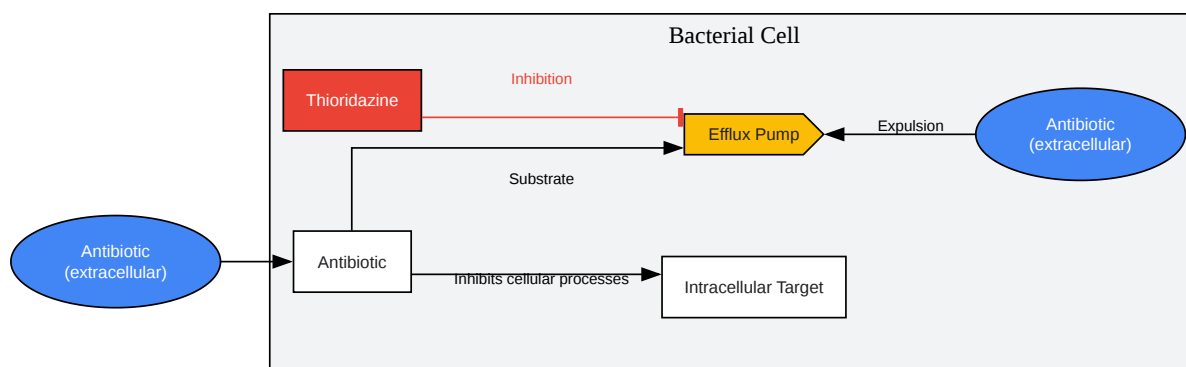 Bacterial Cell
Inhibition
Thioridazine
Efflux Pump
Expulsion
Antibiotic
(extracellular)
Substrate
Antibiotic
(extracellular)
Antibiotic
Inhibits cellular processes
Intracellular Target